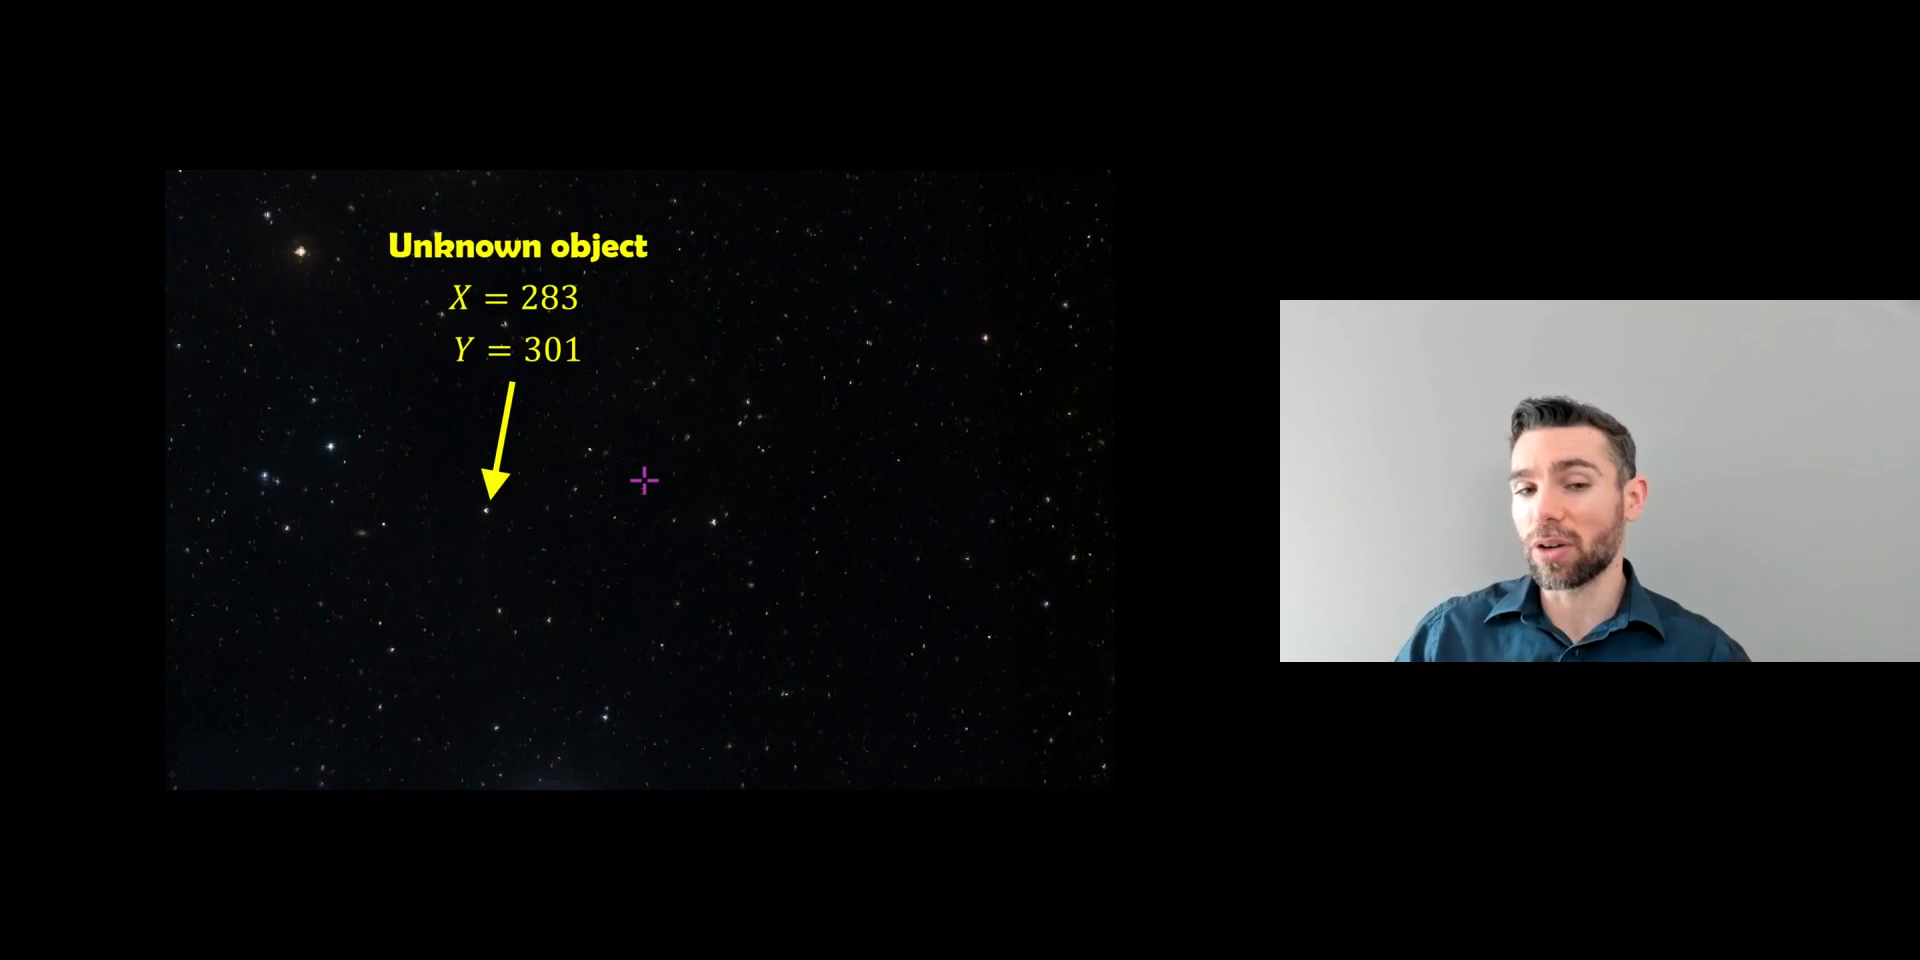 Unknown object
X = 283
Y = 301